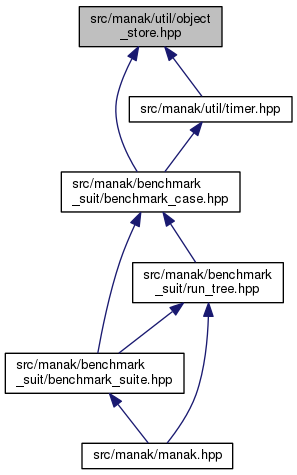 src/manak/util/object
_store.hpp
src/manak/util/timer.hpp
src/manak/benchmark
_suit/benchmark_case.hpp
src/manak/benchmark
_suit/run_tree.hpp
src/manak/benchmark
_suit/benchmark_suite.hpp
src/manak/manak.hpp